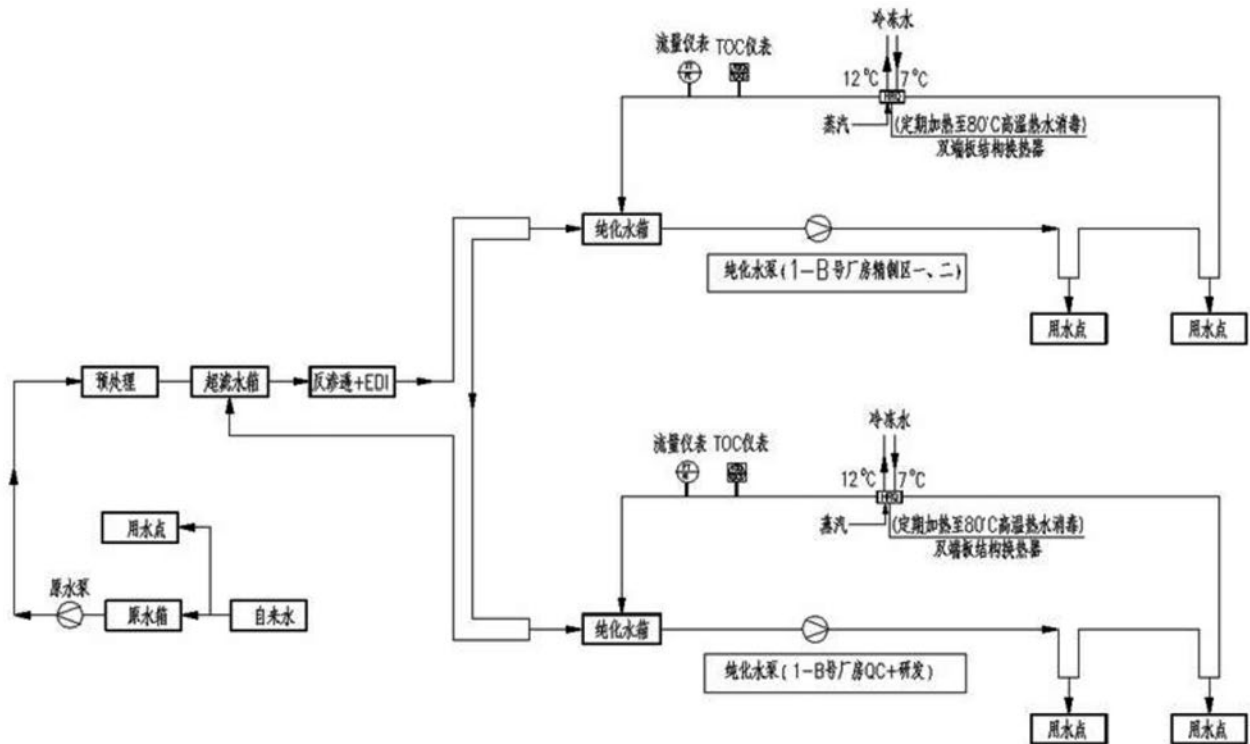 冷冻水
流量仪表 TOC仪表
12℃ 7℃
蒸汽
(定期加热至80℃高温热水消毒)
双端板结构换热器
纯化水箱
纯化水泵(1-B号厂房精制区一、二)
用水点
用水点
预处理
超滤水箱
反渗透+EDI
冷冻水
流量仪表 TOC仪表
12℃ 7℃
蒸汽
(定期加热至80℃高温热水消毒)
双端板结构换热器
用水点
原水泵
原水箱
自来水
纯化水箱
纯化水泵(1-B号厂房QC+研发)
用水点
用水点